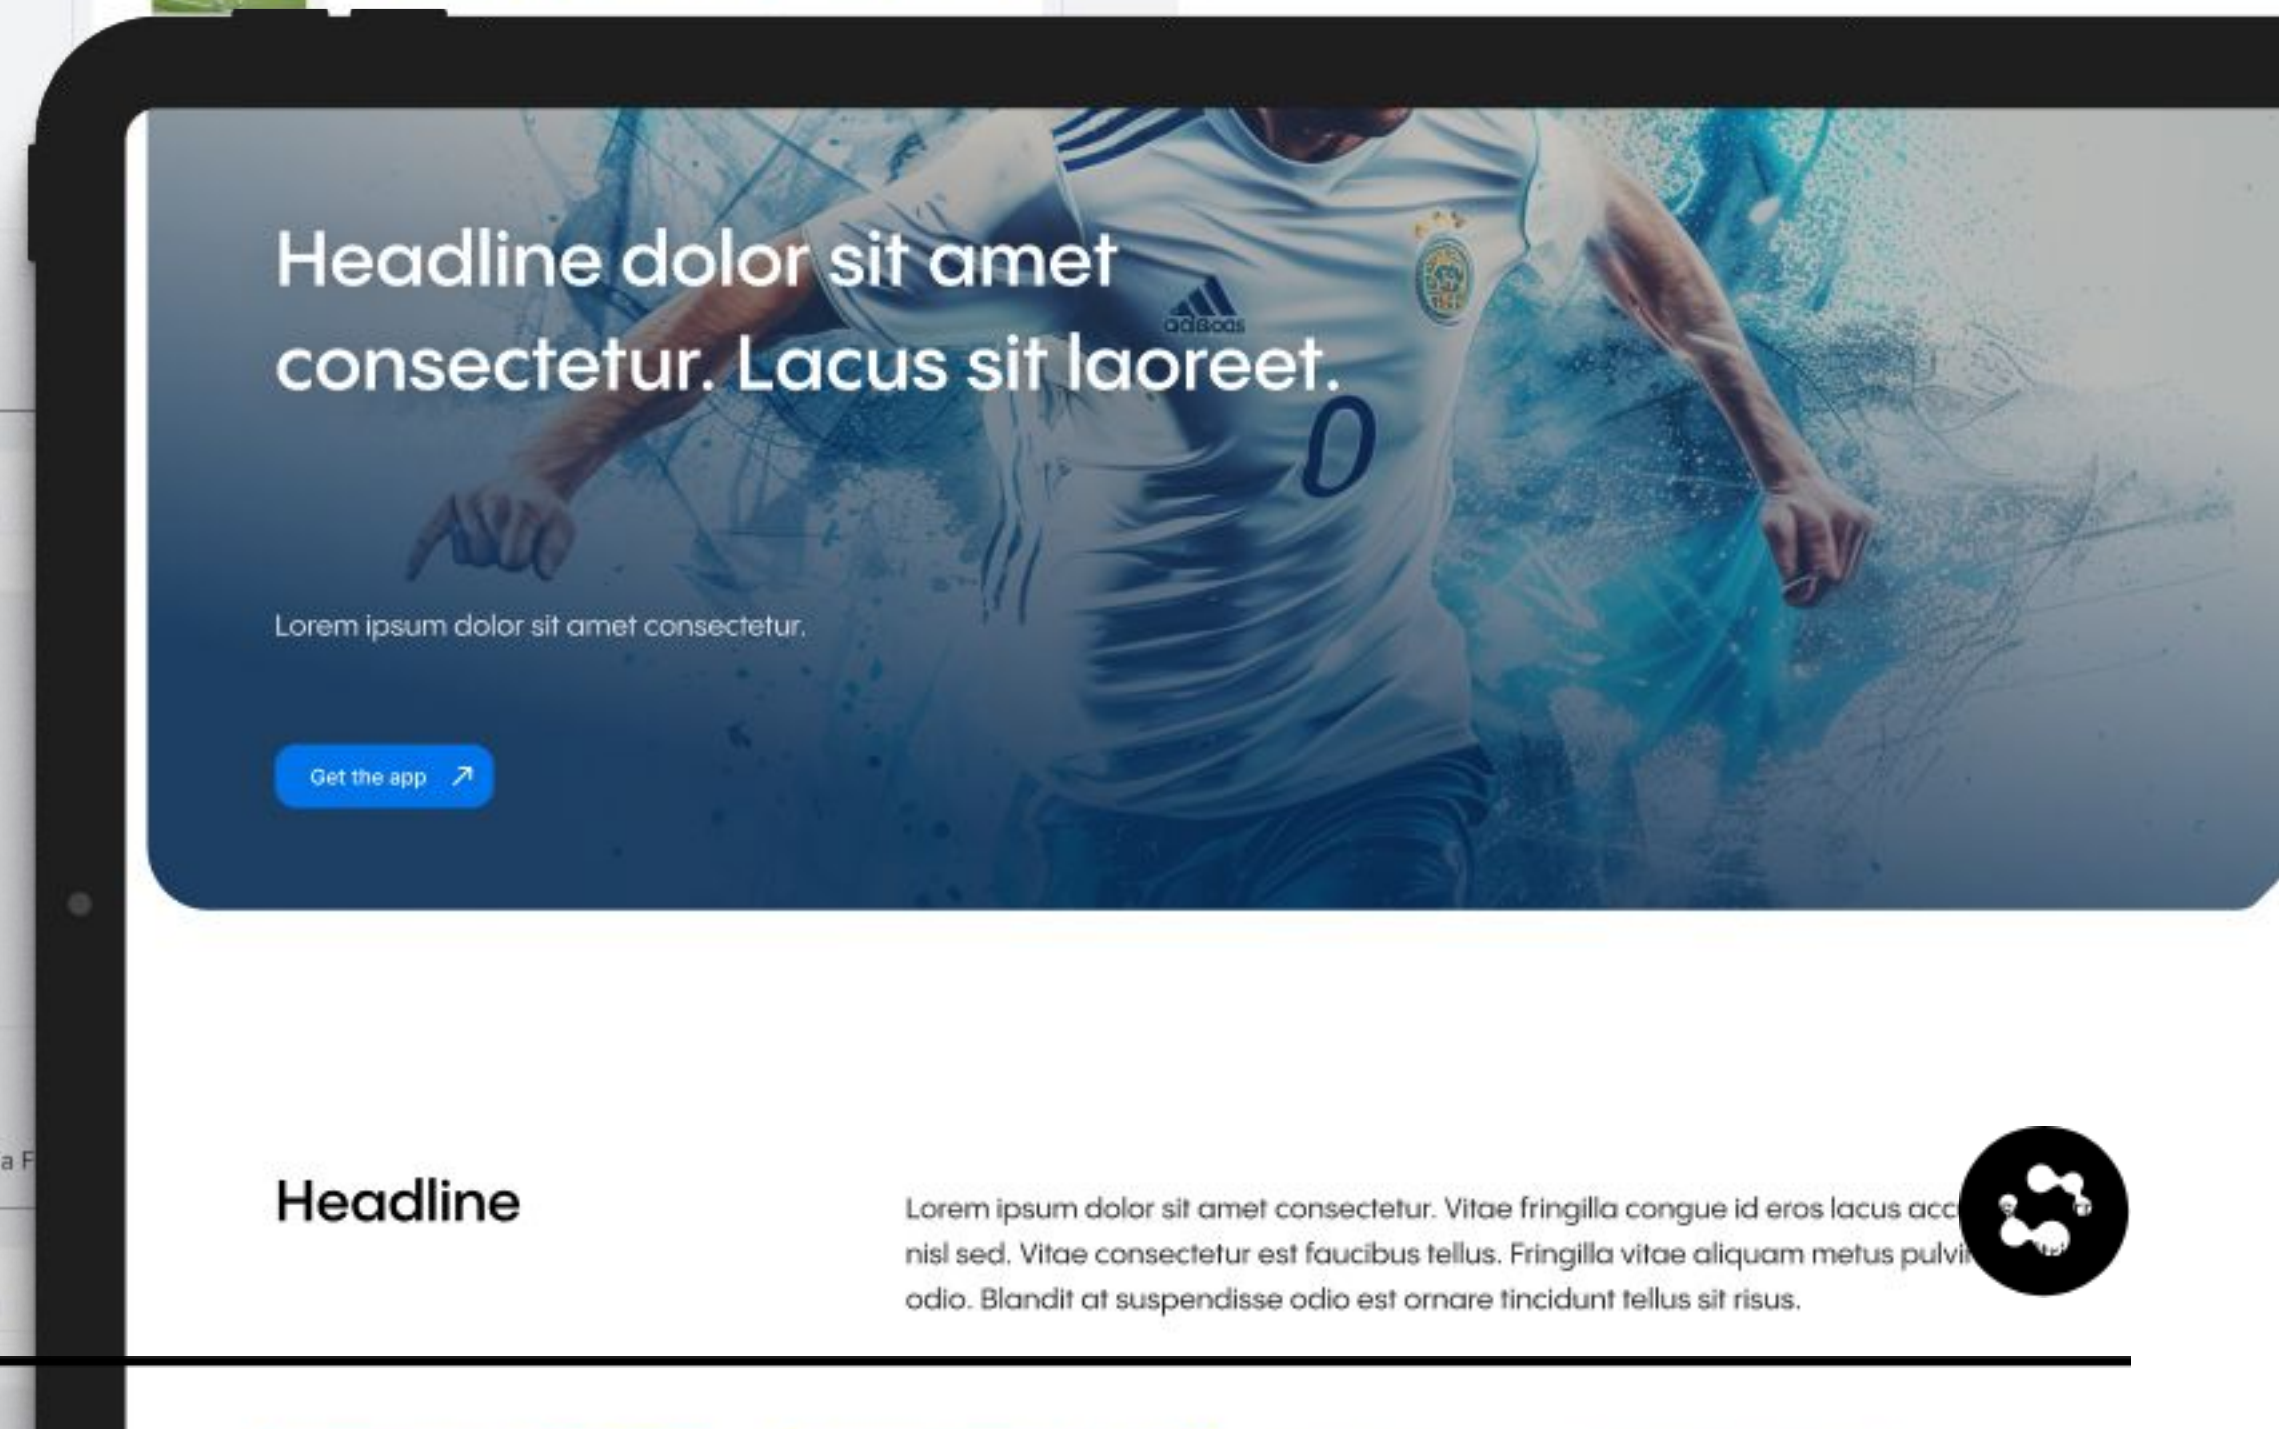 Headline dolor sit amet
consectetur. Lacus sit laoreet.
0
Lorem ipsum dolor sit amet consectetur.
Get the app
a F
Headline
Lorem ipsum dolor sit amet consectetur. Vitae fringilla congue id eros lacus acc
nisl sed. Vitae consectetur est faucibus tellus. Fringilla vitae aliquam metus pulvi
odio. Blandit at suspendisse odio est ornare tincidunt tellus sit risus.